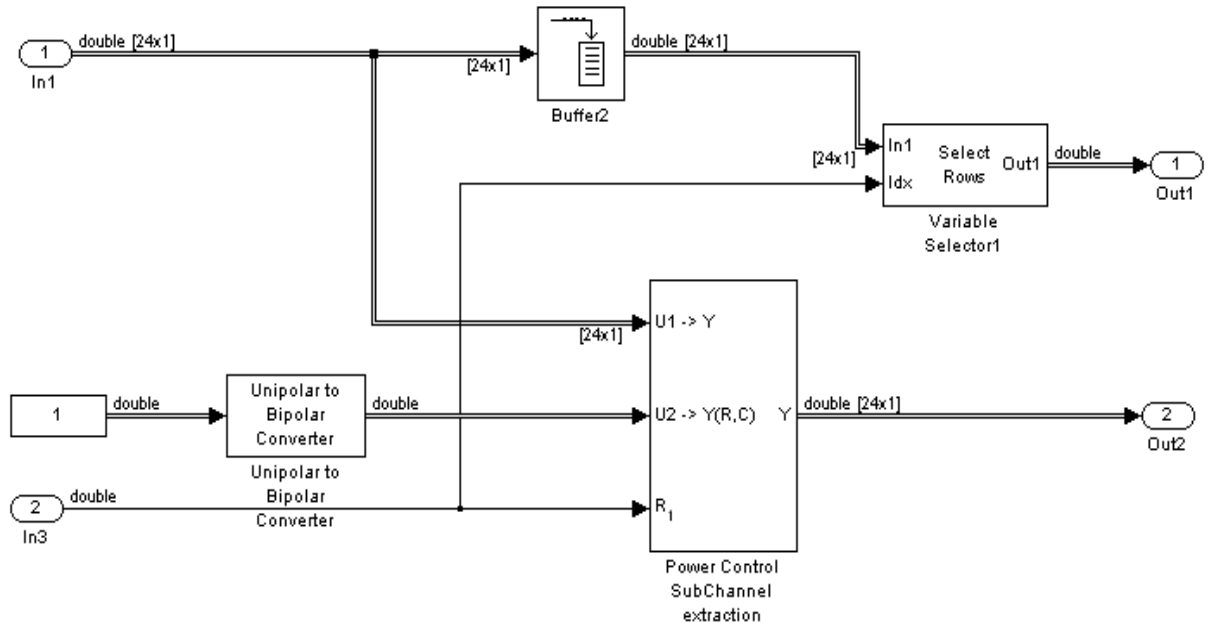 1
In1
double [24x1]
[24x1]
Buffer2
double [24x1]
[24x1]
In1
Idx
Select
Rows
Out1
Variable
Selector1
double
1
Out1
[24x1]
U1 -> Y
1
double
Unipolar to
Bipolar
Converter
Unipolar to
Bipolar
Converter
double
U2 -> Y(R,C)
Y
double [24x1]
2
Out2
2
In3
double
R1
Power Control
SubChannel
extraction